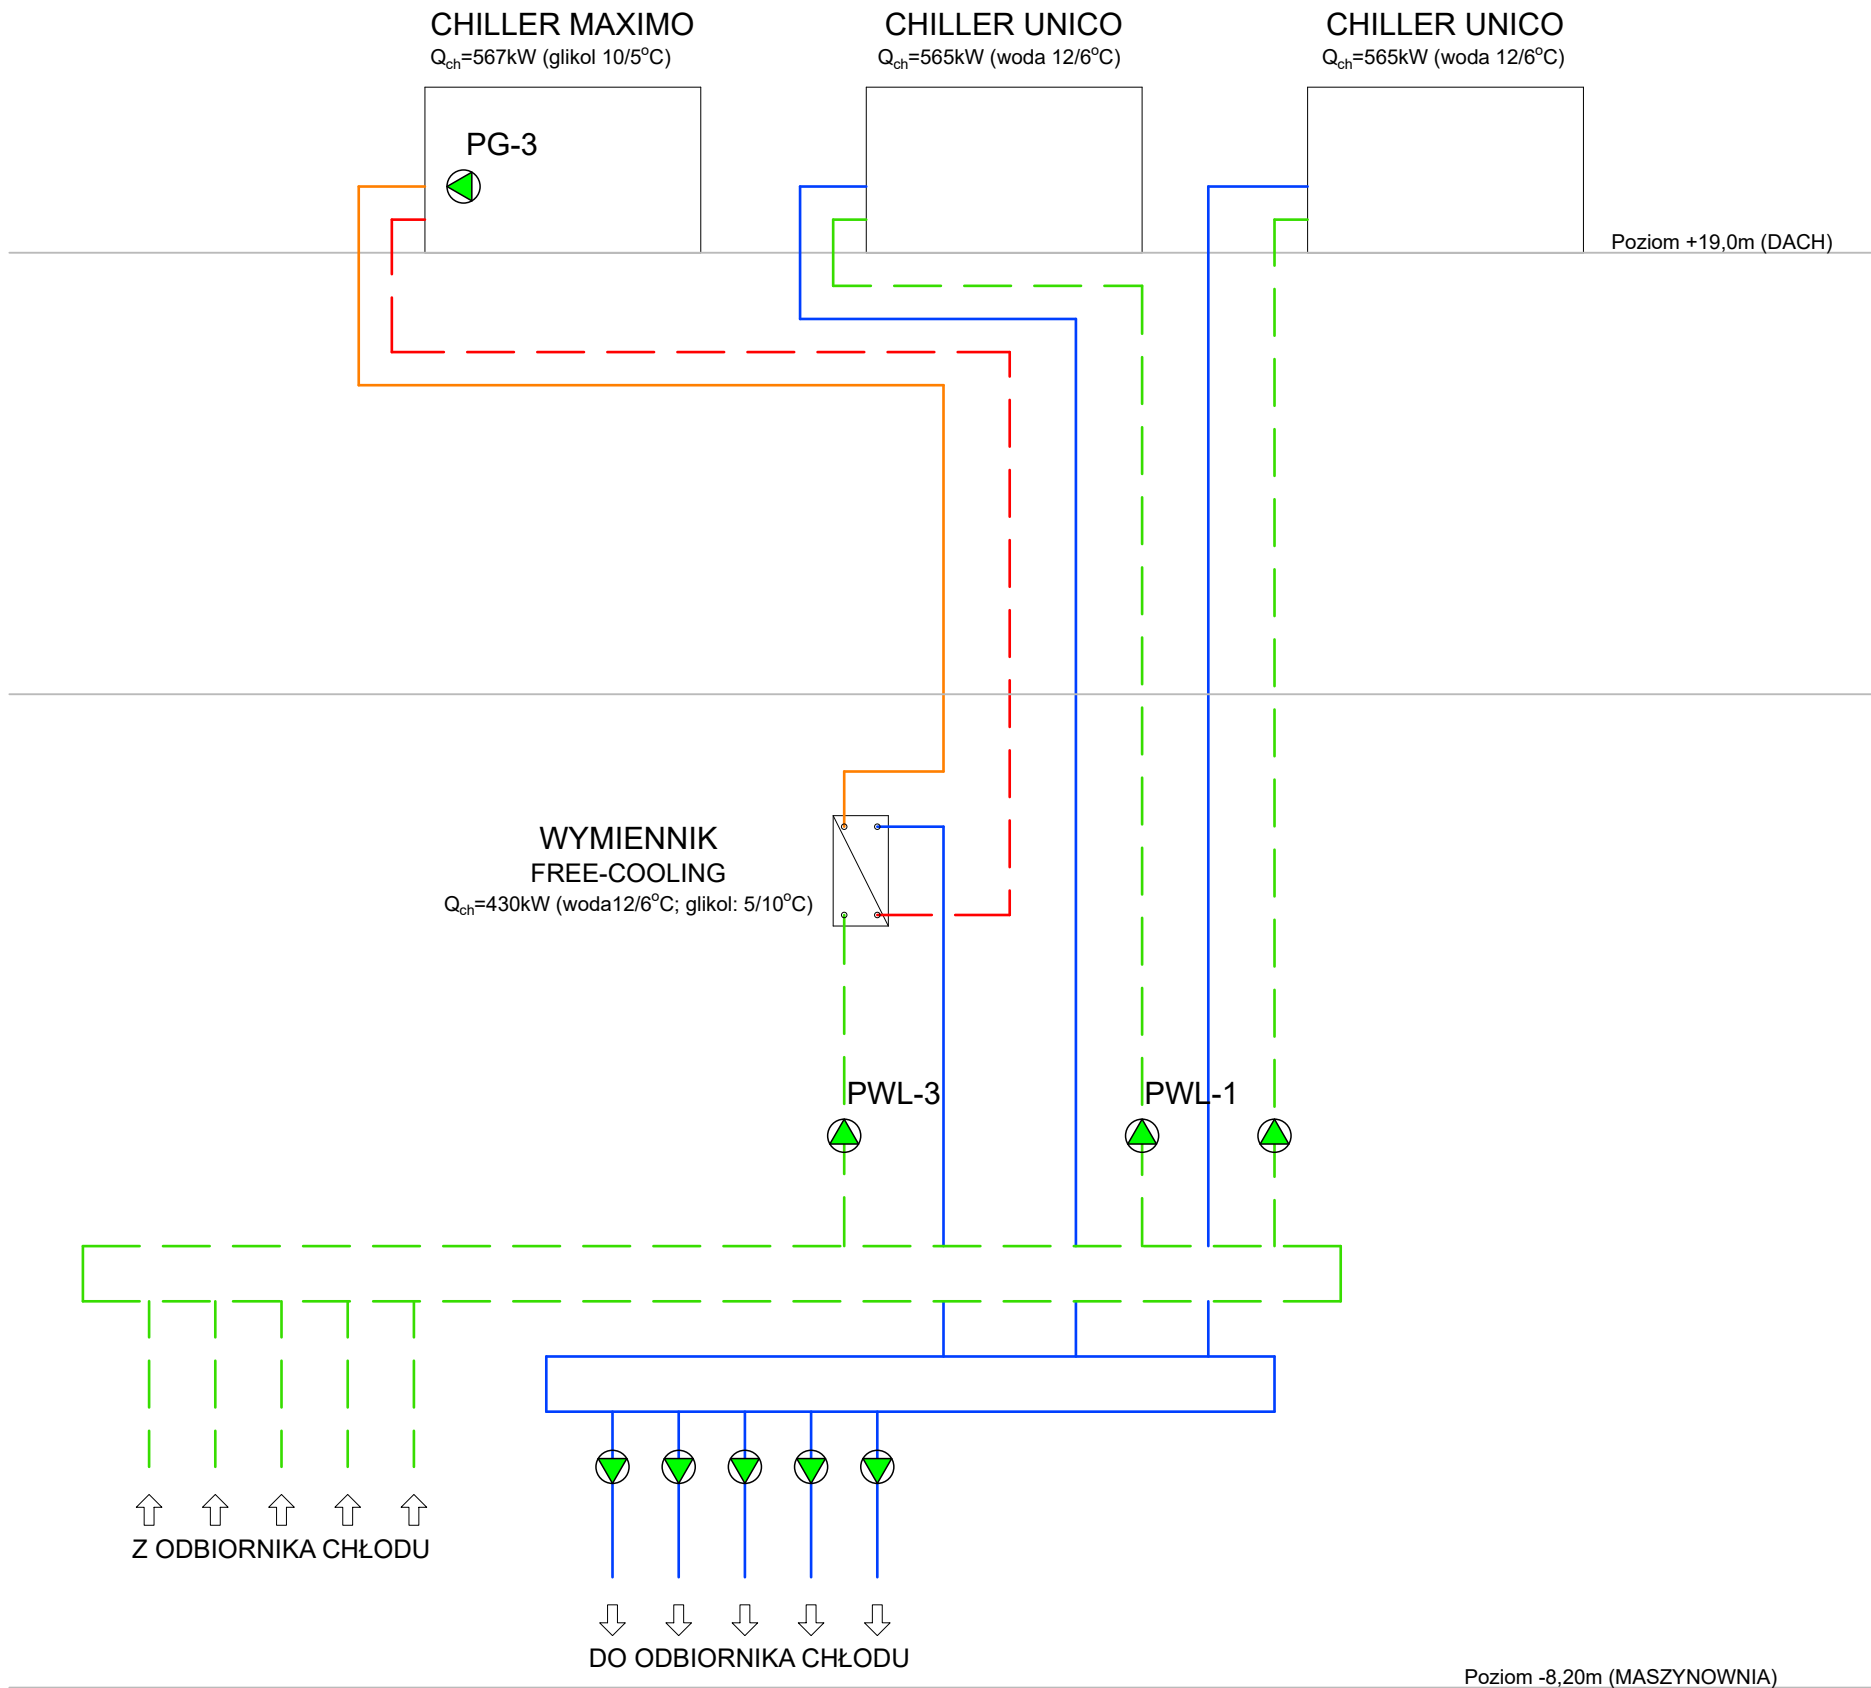 CHILLER MAXIMO
Qch=567kW (glikol 10/5°C)
CHILLER UNICO
Qch=565kW (woda 12/6°C)
CHILLER UNICO
Qch=565kW (woda 12/6°C)
PG-3
Poziom +19,0m (DACH)
WYMIENNIK
FREE-COOLING
Qch=430kW (woda12/6°C; glikol: 5/10°C)
PWL-3
PWL-1
Z ODBIORNIKA CHŁODU
DO ODBIORNIKA CHŁODU
Poziom -8,20m (MASZYNOWNIA)